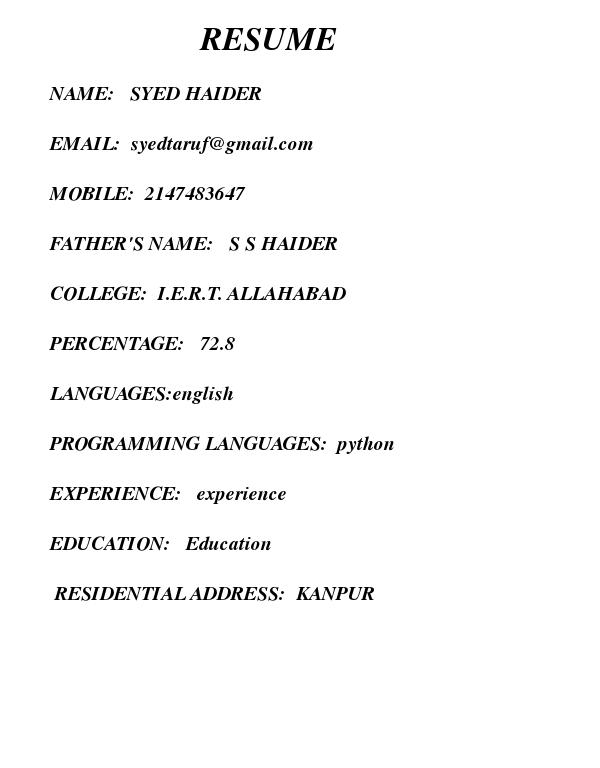 RESUME
NAME: SYED HAIDER
EMAIL: syedtaruf@gmail.com
MOBILE: 2147483647
FATHER'S NAME: S S HAIDER
COLLEGE: I.E.R.T. ALLAHABAD
PERCENTAGE: 72.8
LANGUAGES:english
PROGRAMMING LANGUAGES: python
EXPERIENCE: experience
EDUCATION: Education
RESIDENTIAL ADDRESS: KANPUR